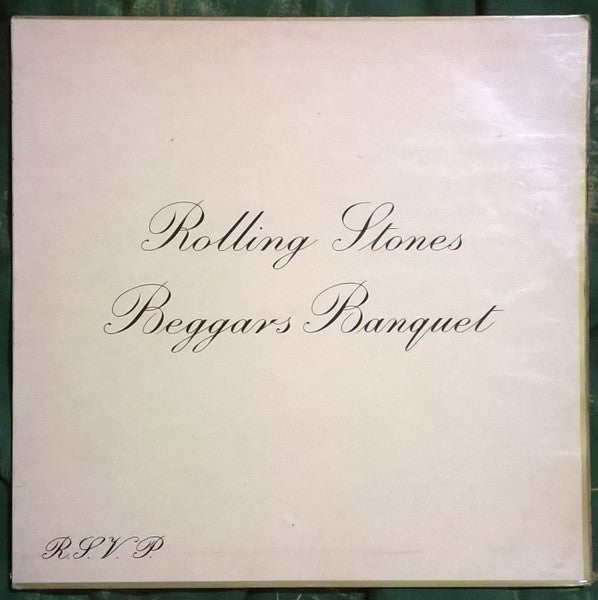 Rolling Stones
Beggars Banquet
R.S.V.P.